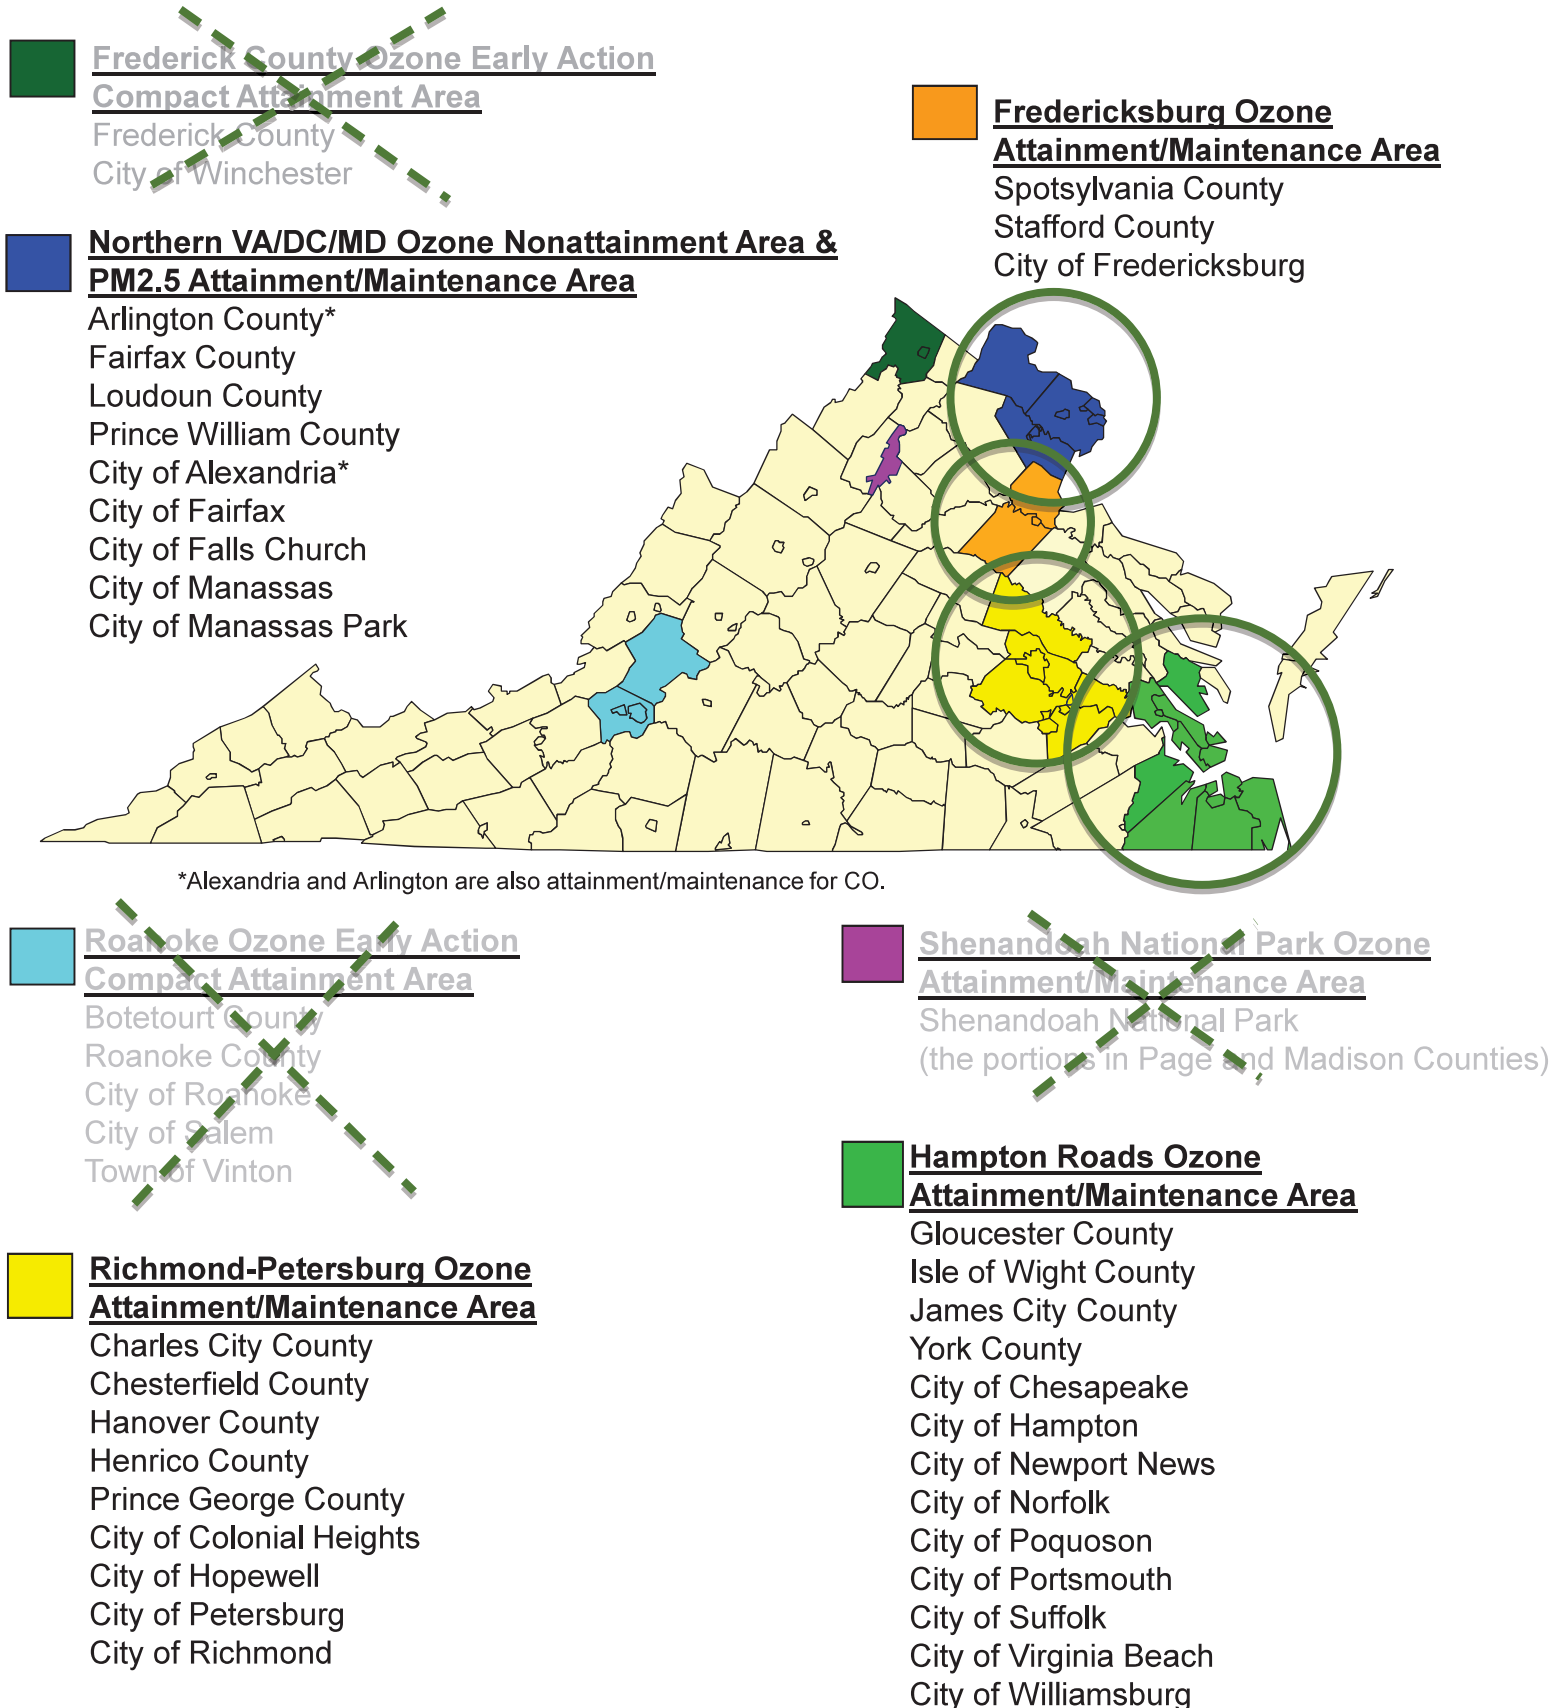 Frederick County Ozone Early Action
Compact Attainment Area
Frederick County
City of Winchester
Fredericksburg Ozone
Attainment/Maintenance Area
Spotsylvania County
Stafford County
City of Fredericksburg
Northern VA/DC/MD Ozone Nonattainment Area &
PM2.5 Attainment/Maintenance Area
Arlington County*
Fairfax County
Loudoun County
Prince William County
City of Alexandria*
City of Fairfax
City of Falls Church
City of Manassas
City of Manassas Park
*Alexandria and Arlington are also attainment/maintenance for CO.
Roanoke Ozone Early Action
Compact Attainment Area
Botetourt County
Roanoke County
City of Roanoke
City of Salem
Town of Vinton
Shenandoah National Park Ozone
Attainment/Maintenance Area
Shenandoah National Park
(the portions in Page and Madison Counties)
Richmond-Petersburg Ozone
Attainment/Maintenance Area
Charles City County
Chesterfield County
Hanover County
Henrico County
Prince George County
City of Colonial Heights
City of Hopewell
City of Petersburg
City of Richmond
Hampton Roads Ozone
Attainment/Maintenance Area
Gloucester County
Isle of Wight County
James City County
York County
City of Chesapeake
City of Hampton
City of Newport News
City of Norfolk
City of Poquoson
City of Portsmouth
City of Suffolk
City of Virginia Beach
City of Williamsburg